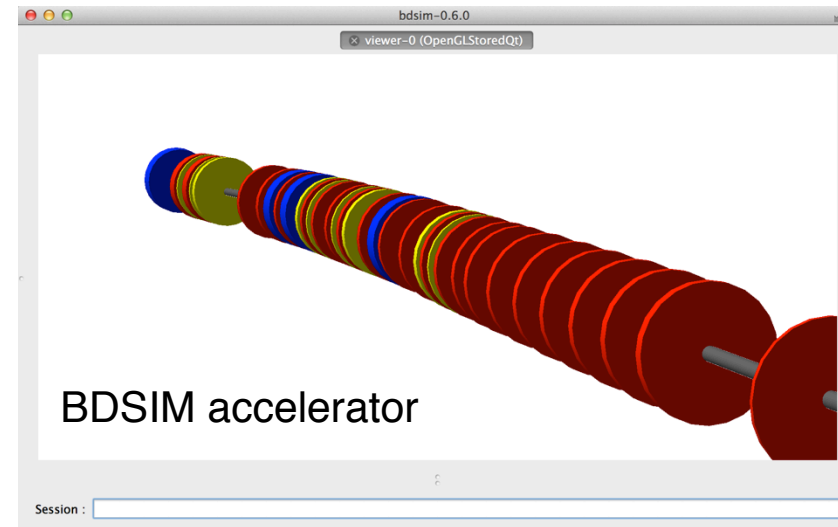 bdsim-0.6.0
viewer-0 (OpenGLStoredQt)
BDSIM accelerator
Session :